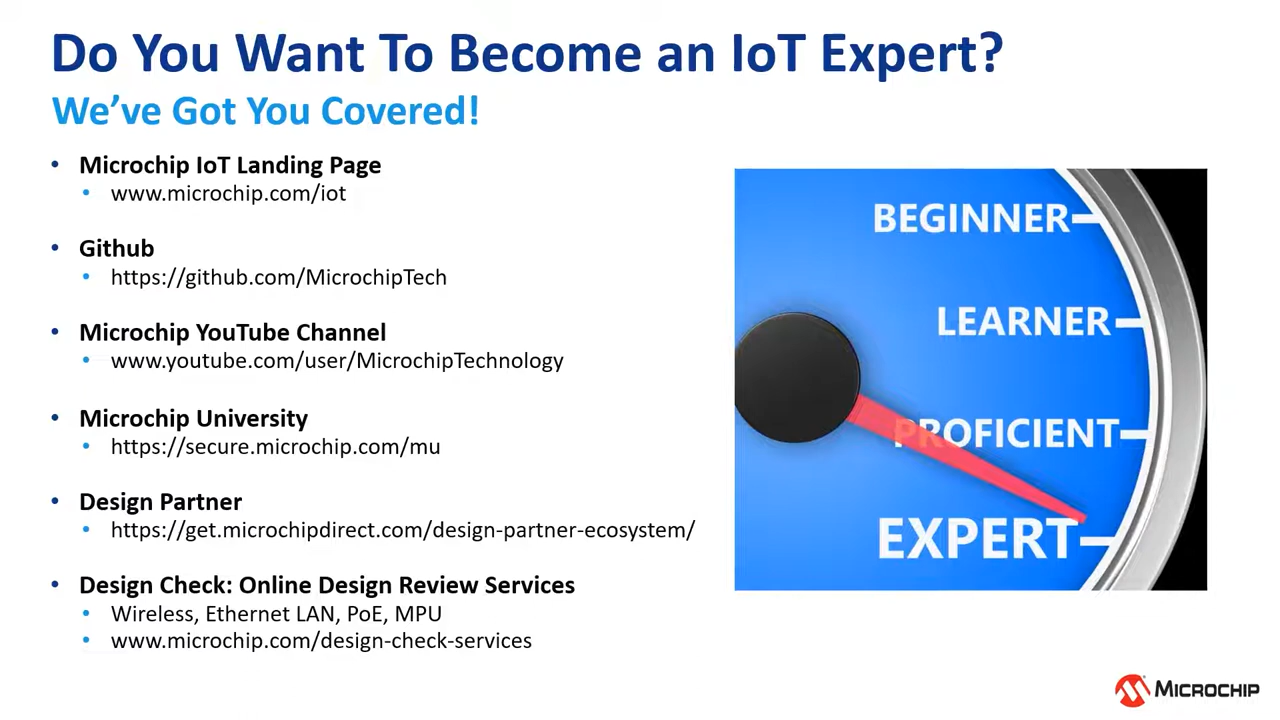 Do You Want To Become an IoT Expert?
We’ve Got You Covered!
• Microchip IoT Landing Page
• www.microchip.com/iot
• Github
• https://github.com/MicrochipTech
• Microchip YouTube Channel
• www.youtube.com/user/MicrochipTechnology
• Microchip University
• https://secure.microchip.com/mu
• Design Partner
• https://get.microchipdirect.com/design-partner-ecosystem/
• Design Check: Online Design Review Services
• Wireless, Ethernet LAN, PoE, MPU
• www.microchip.com/design-check-services
BEGINNER
LEARNER
PROFICIENT
EXPERT
MICROCHIP